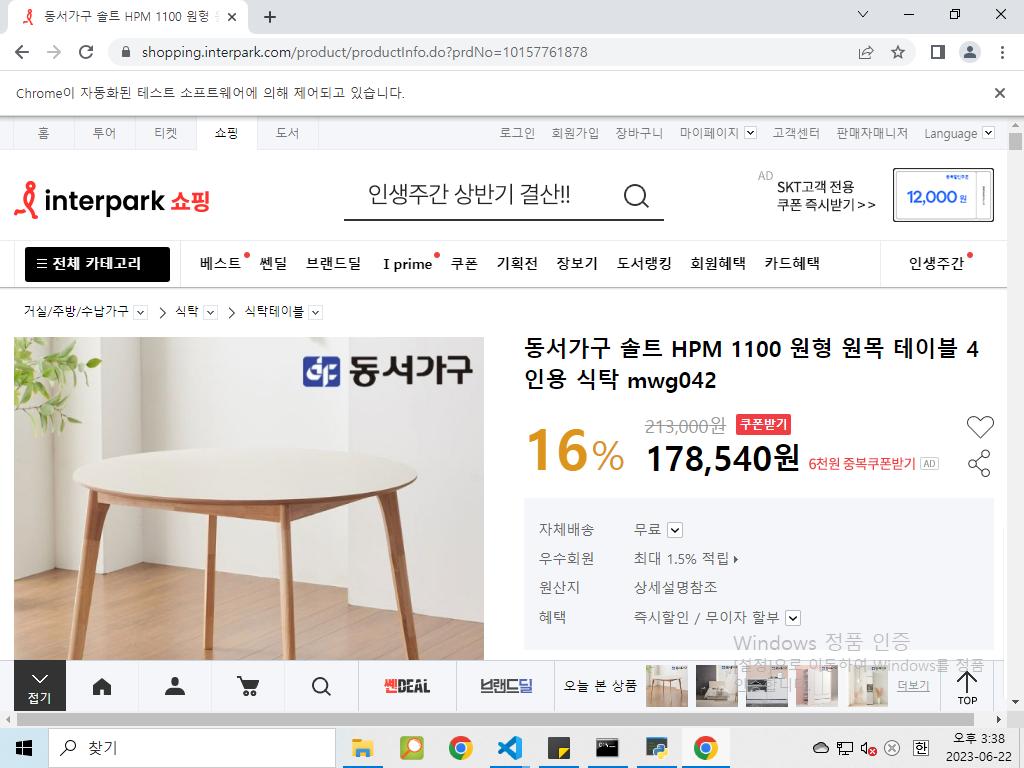 동서가구 솔트 HPM 1100 원형
shopping.interpark.com/product/productInfo.do?prdNo=10157761878
Chrome이 자동화된 테스트 소프트웨어에 의해 제어되고 있습니다.
홈 투어 티켓 쇼핑 도서 로그인 회원가입 장바구니 마이페이지 고객센터 판매자매니저 Language
interpark 쇼핑
인생주간 상반기 결산!!
AD SKT고객 전용
쿠폰 즉시받기>>
12,000원
전체 카테고리 베스트 쎈딜 브랜드딜 I prime 쿠폰 기획전 장보기 도서랭킹 회원혜택 카드혜택 인생주간
거실/주방/수납가구 > 식탁 > 식탁테이블
동서가구
동서가구 솔트 HPM 1100 원형 원목 테이블 4
인용 식탁 mwg042
16%
213,000원 쿠폰받기
178,540원 6천원 중복쿠폰받기 AD
자체배송 무료
우수회원 최대 1.5% 적립
원산지 상세설명참조
혜택 즉시할인 / 무이자 할부
Windows 정품 인증
[설정]으로 이동하여 Windows를 정품
접기
쎈DEAL 브랜드딜 오늘 본 상품 더보기 TOP
찾기
한
오후 3:38
2023-06-22